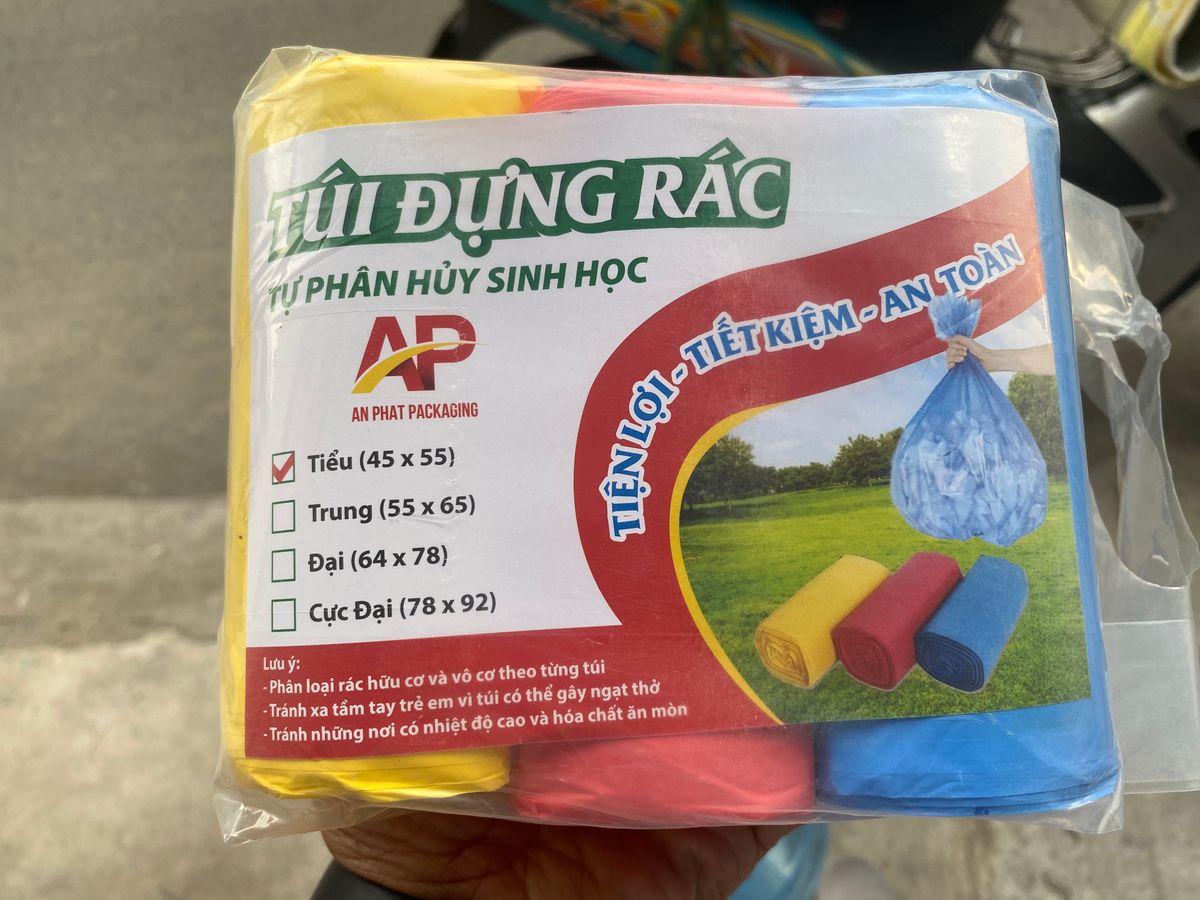 TÚI ĐỰNG RÁC
TỰ PHÂN HỦY SINH HỌC
AP
AN PHAT PACKAGING
TIỆN LỢI - TIẾT KIỆM - AN TOÀN
Tiểu (45 x 55)
Trung (55 x 65)
Đại (64 x 78)
Cực Đại (78 x 92)
Lưu ý:
-Phân loại rác hữu cơ và vô cơ theo từng túi
-Tránh xa tầm tay trẻ em vì túi có thể gây ngạt thở
-Tránh những nơi có nhiệt độ cao và hóa chất ăn mòn